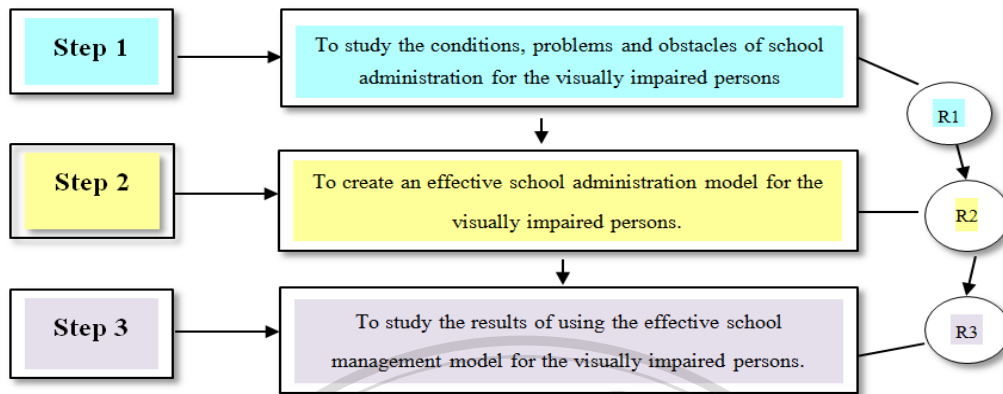 Step 1
To study the conditions, problems and obstacles of school
administration for the visually impaired persons
R1
Step 2
To create an effective school administration model for the
visually impaired persons.
R2
Step 3
To study the results of using the effective school
management model for the visually impaired persons.
R3